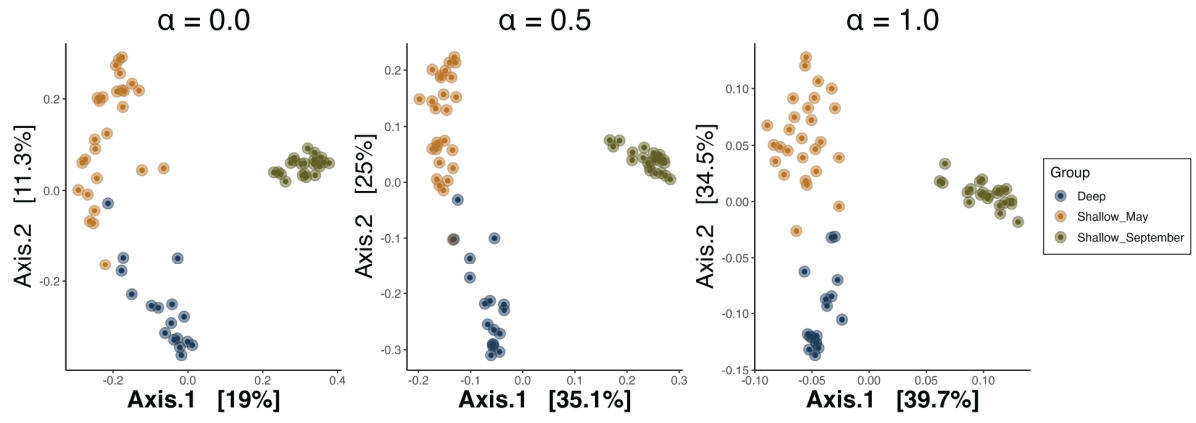 α = 0.0
α = 0.5
α = 1.0
Axis.2 [11.3%]
0.2
0.0
-0.2
-0.2
0.0
0.2
0.4
Axis.1 [19%]
Axis.2 [25%]
0.2
0.1
0.0
-0.1
-0.2
-0.3
-0.2
-0.1
0.0
0.1
0.2
0.3
Axis.1 [35.1%]
Axis.2 [34.5%]
0.10
0.05
0.00
-0.05
-0.10
-0.15
-0.10
-0.05
0.00
0.05
0.10
Axis.1 [39.7%]
Group
Deep
Shallow_May
Shallow_September